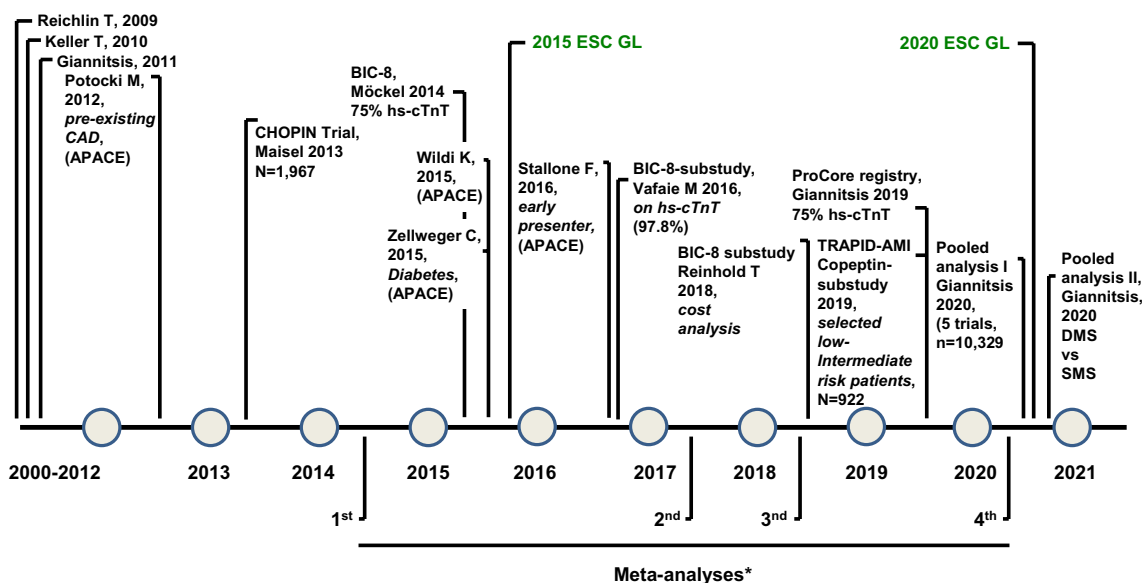 Reichlin T, 2009
Keller T, 2010
Giannitsis, 2011
Potocki M,
2012,
pre-existing
CAD,
(APACE)
CHOPIN Trial,
Maisel 2013
N=1,967
BIC-8,
Möckel 2014
75% hs-cTnT
Wildi K,
2015,
(APACE)
Zellweger C,
2015,
Diabetes,
(APACE)
2015 ESC GL
Stallone F,
2016,
early
presenter,
(APACE)
BIC-8-substudy,
Vafaie M 2016,
on hs-cTnT
(97.8%)
BIC-8 substudy
Reinhold T
2018,
cost
analysis
ProCore registry,
Giannitsis 2019
75% hs-cTnT
TRAPID-AMI
Copeptin-
substudy
2019,
selected
low-
Intermediate
risk patients,
N=922
2020 ESC GL
Pooled
analysis I
Giannitsis
2020,
(5 trials,
n=10,329
Pooled
analysis II,
Giannitsis,
2020
DMS
vs
SMS
2000-2012
2013
2014
2015
2016
2017
2018
2019
2020
2021
1st
2nd
3nd
4th
Meta-analyses*